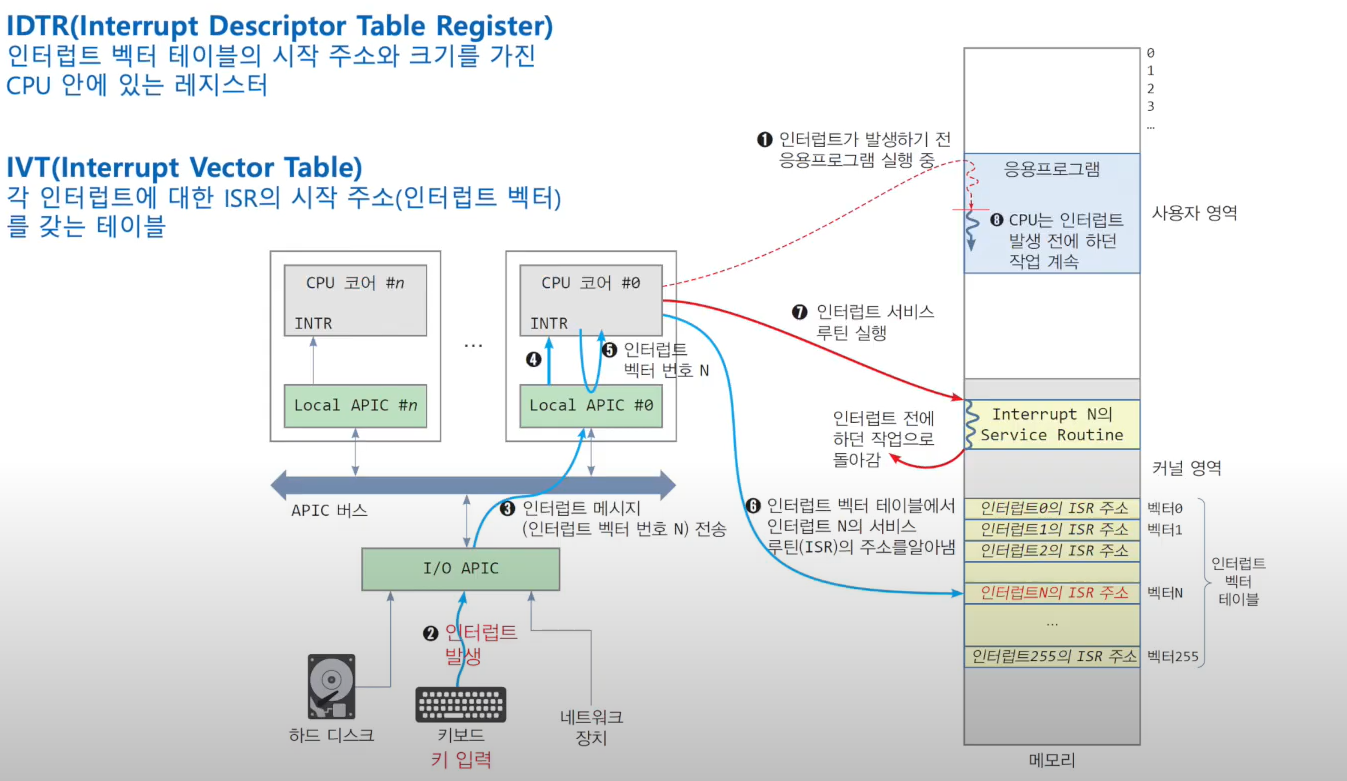 IDTR(Interrupt Descriptor Table Register)
인터럽트 벡터 테이블의 시작 주소와 크기를 가진
CPU 안에 있는 레지스터
IVT(Interrupt Vector Table)
각 인터럽트에 대한 ISR의 시작 주소(인터럽트 벡터)
를 갖는 테이블
CPU 코어 #n
INTR
Local APIC #n
...
CPU 코어 #0
INTR
❹
❺ 인터럽트
벡터 번호 N
Local APIC #0
APIC 버스
❸ 인터럽트 메시지
(인터럽트 벡터 번호 N) 전송
I/O APIC
❷ 인터럽트
발생
하드 디스크
키보드
키 입력
네트워크
장치
❶ 인터럽트가 발생하기 전
응용프로그램 실행 중
❼ 인터럽트 서비스
루틴 실행
인터럽트 전에
하던 작업으로
돌아감
❻ 인터럽트 벡터 테이블에서
인터럽트 N의 서비스
루틴(ISR)의 주소를알아냄
0
1
2
3
...
응용프로그램
❽ CPU는 인터럽트
발생 전에 하던
작업 계속
사용자 영역
Interrupt N의
Service Routine
커널 영역
인터럽트0의 ISR 주소 벡터0
인터럽트1의 ISR 주소 벡터1
인터럽트2의 ISR 주소
인터럽트N의 ISR 주소 벡터N
...
인터럽트255의 ISR 주소 벡터255
인터럽트
벡터
테이블
메모리